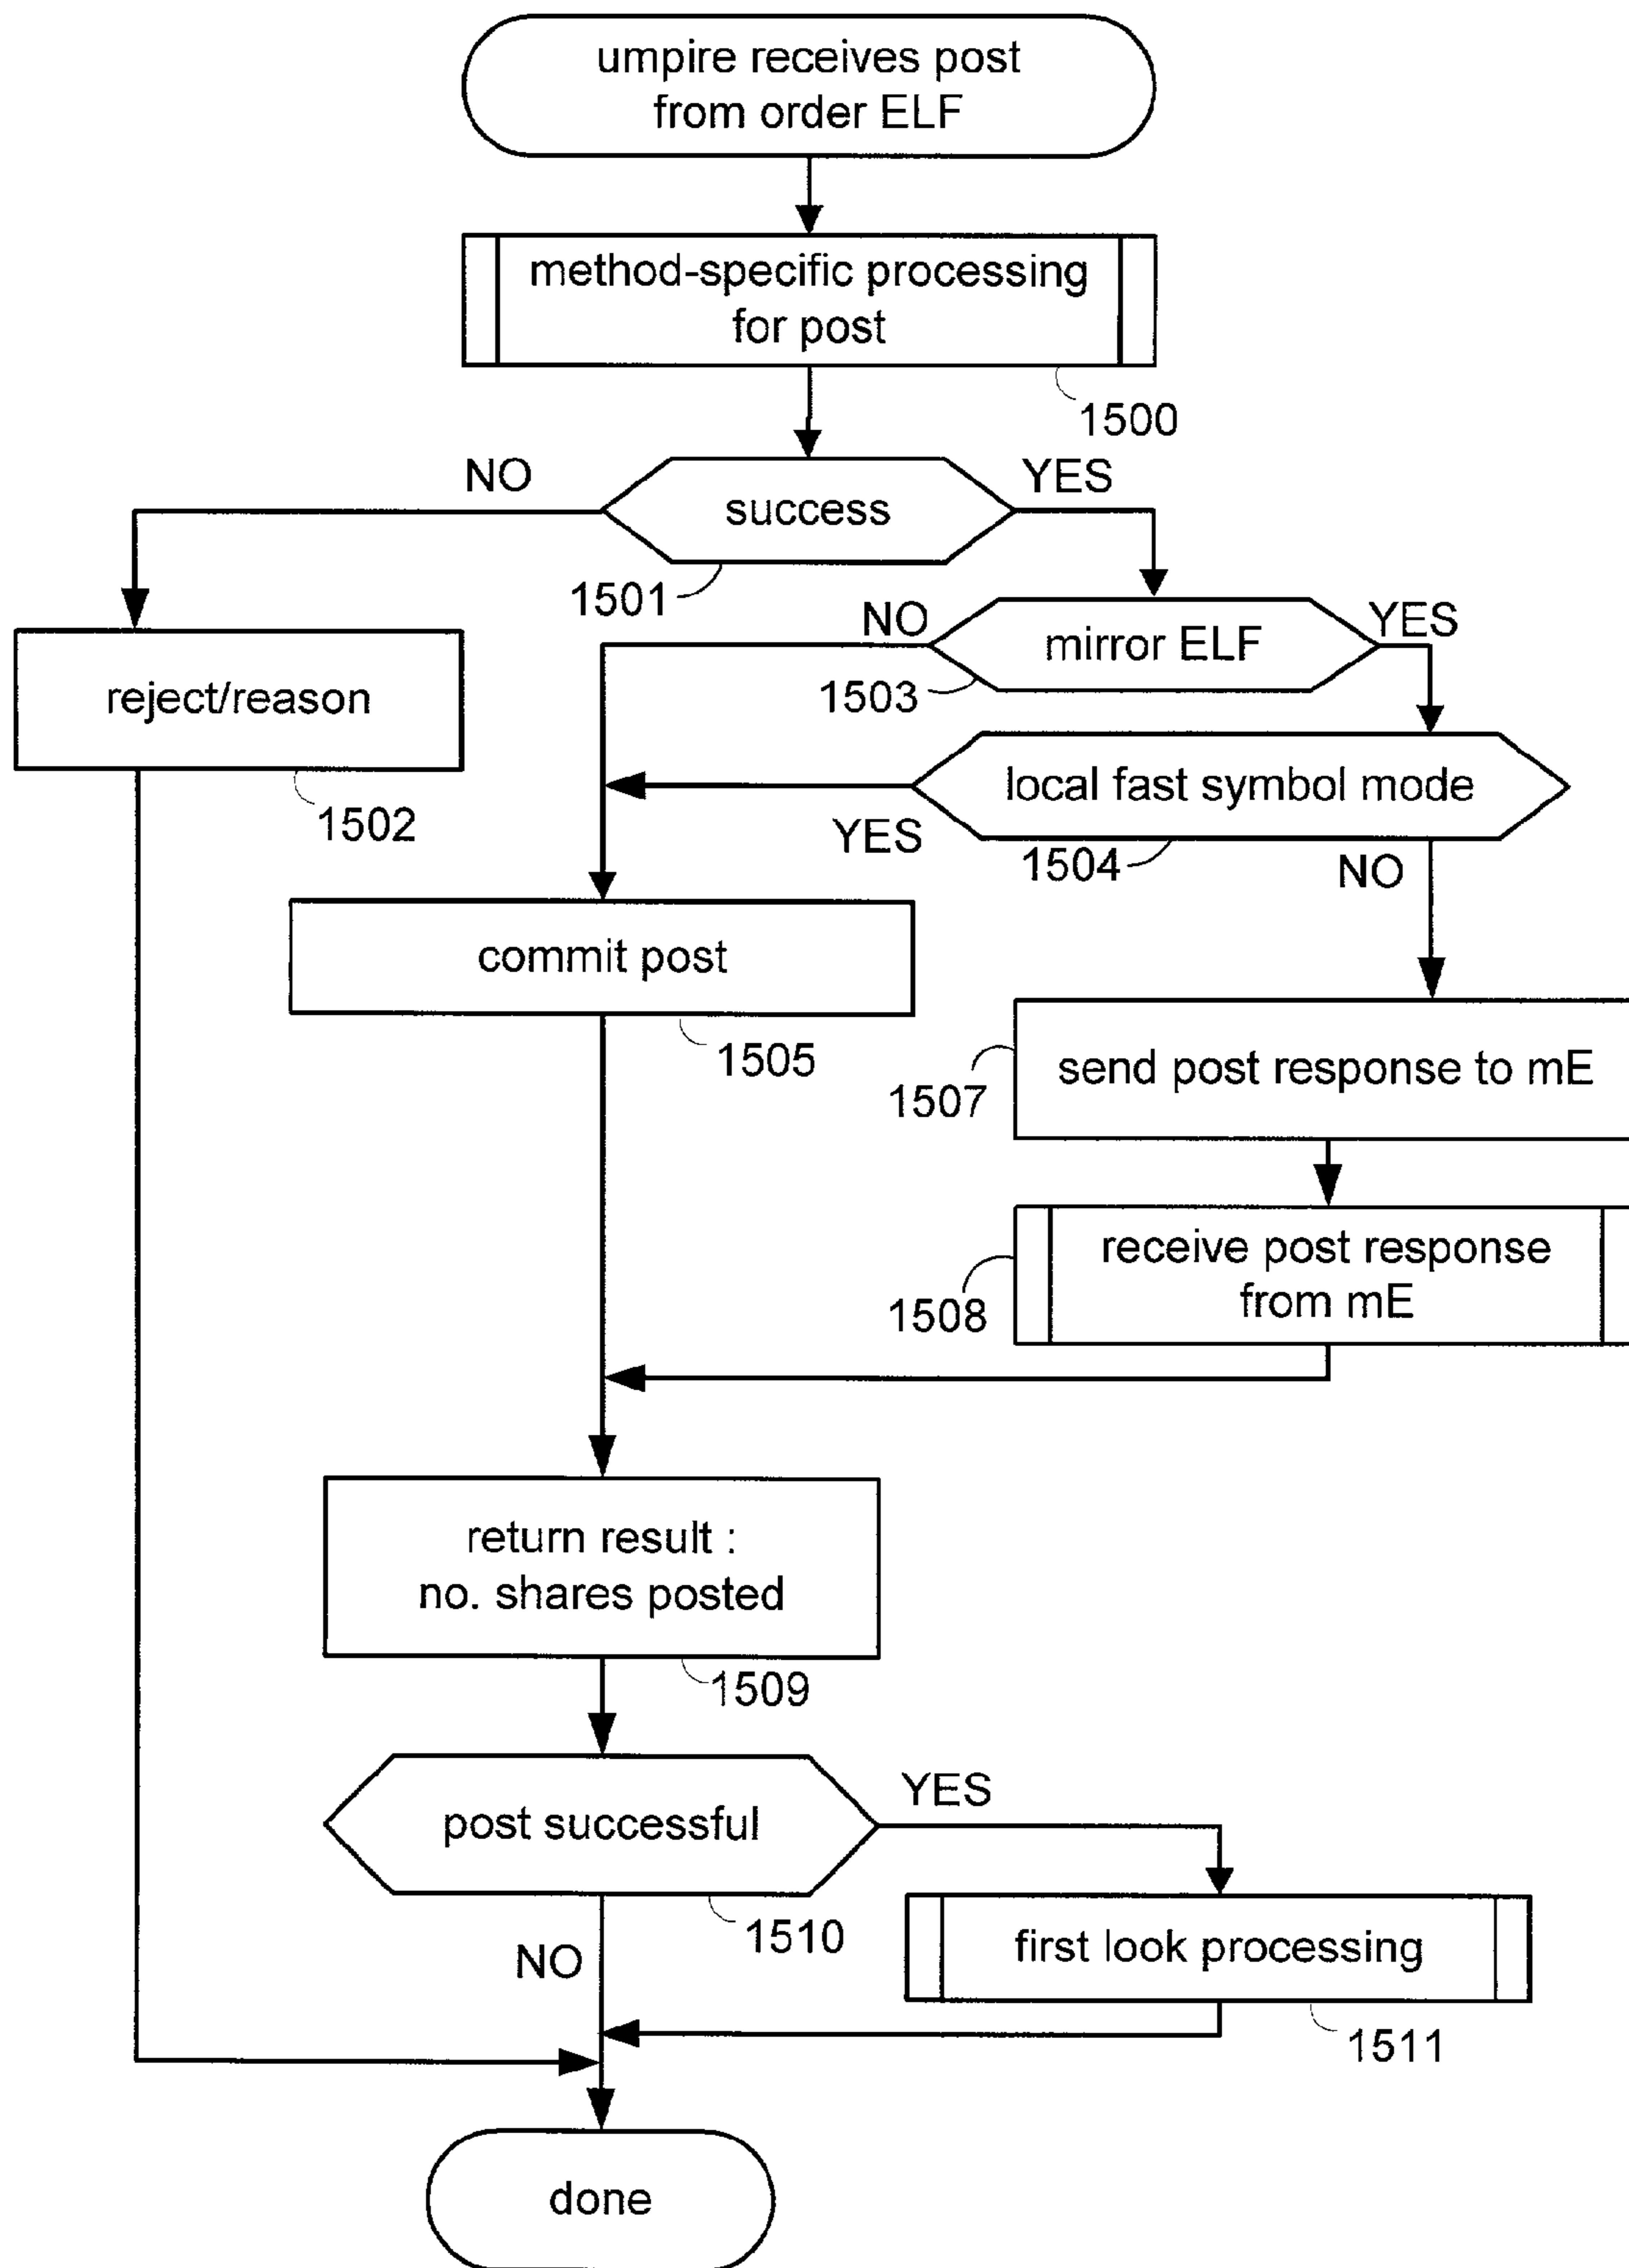 umpire receives post
from order ELF
method-specific processing
for post
1500
NO
YES
success
1501
NO
YES
mirror ELF
1503
reject/reason
1502
local fast symbol mode
YES
1504
NO
commit post
1505
send post response to mE
1507
receive post response
from mE
1508
return result :
no. shares posted
1509
YES
post successful
1510
NO
first look processing
1511
done